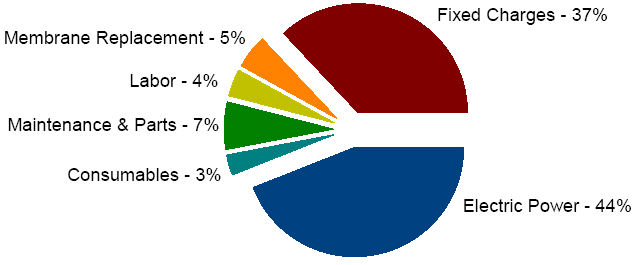 Fixed Charges - 37%
Membrane Replacement - 5%
Labor - 4%
Maintenance & Parts - 7%
Consumables - 3%
Electric Power - 44%